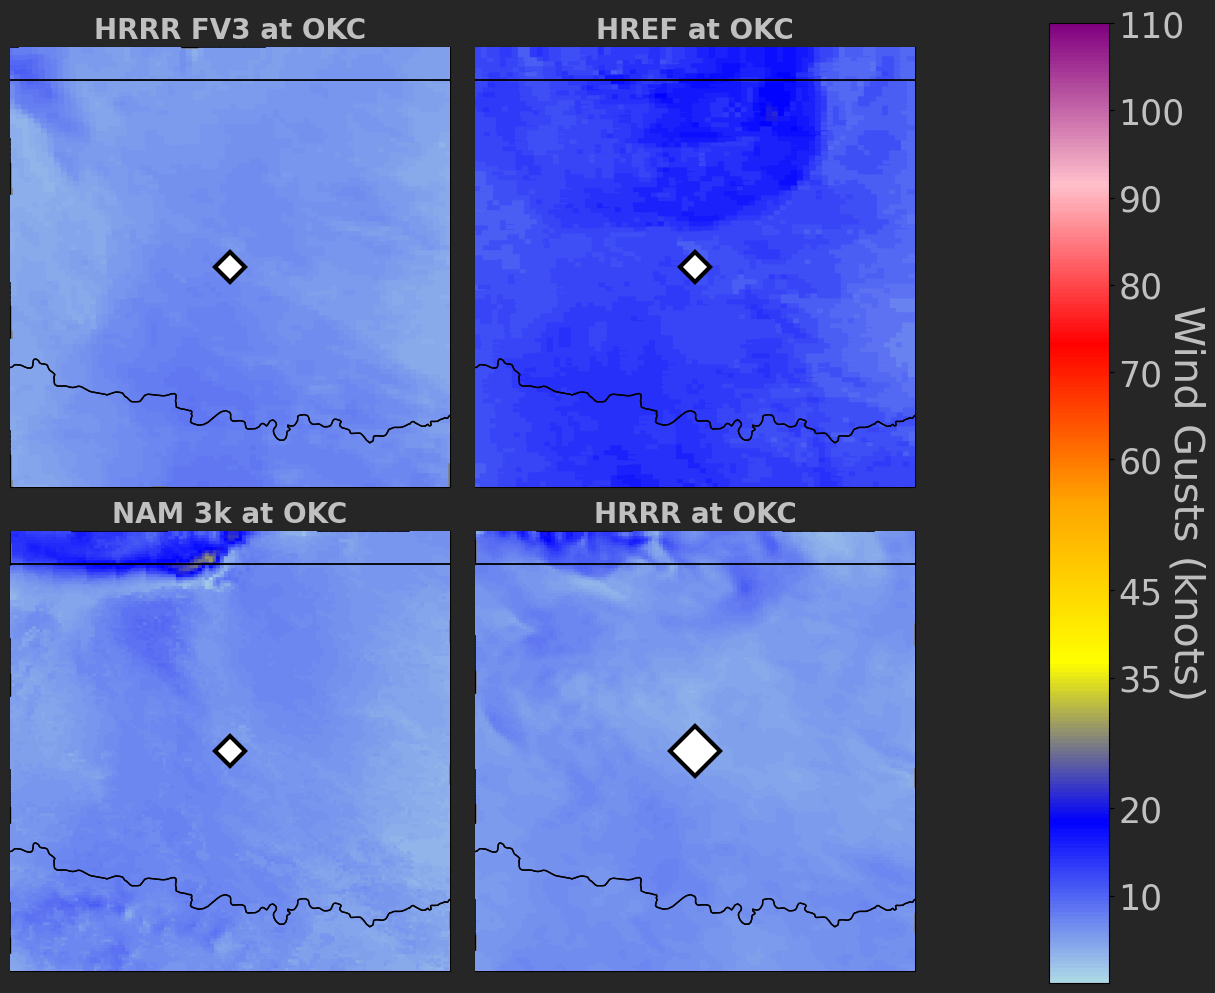 HRRR FV3 at OKC
HREF at OKC
NAM 3k at OKC
HRRR at OKC
110
100
90
80
70
60
45
35
20
10
Wind Gusts (knots)